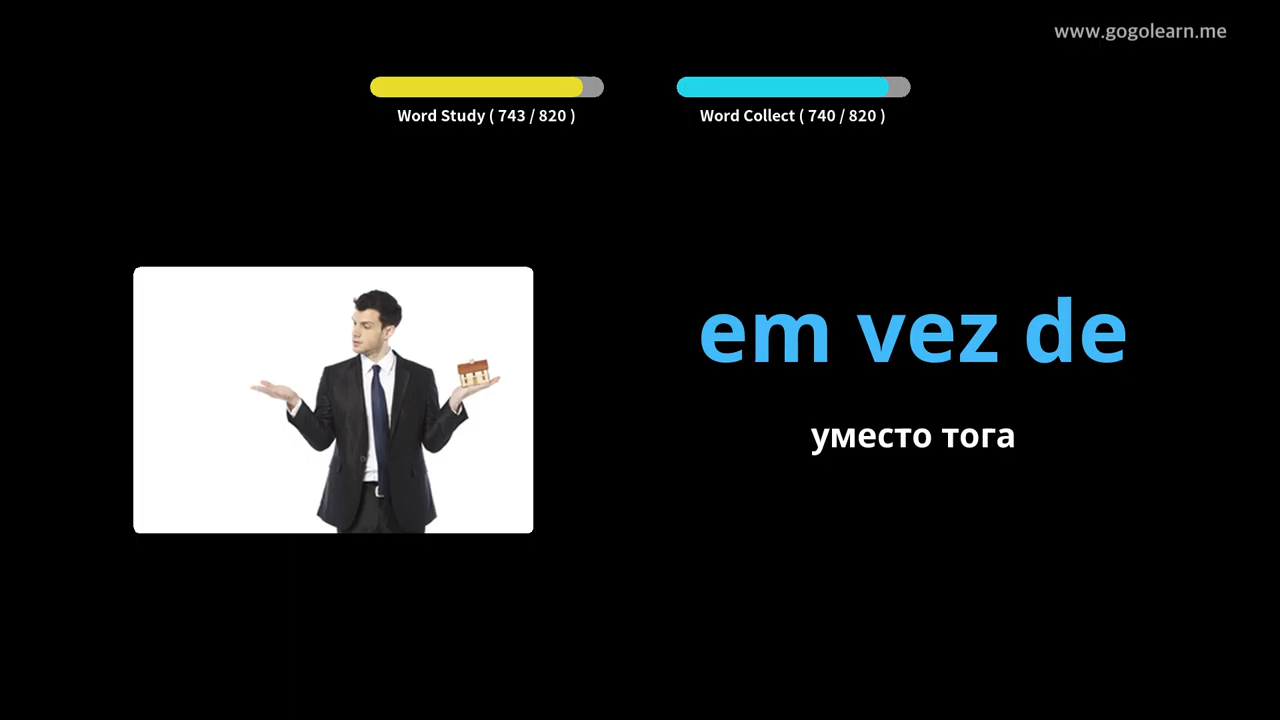 www.gogolearn.me
Word Study ( 743 / 820 )
Word Collect ( 740 / 820 )
em vez de
уместо тога